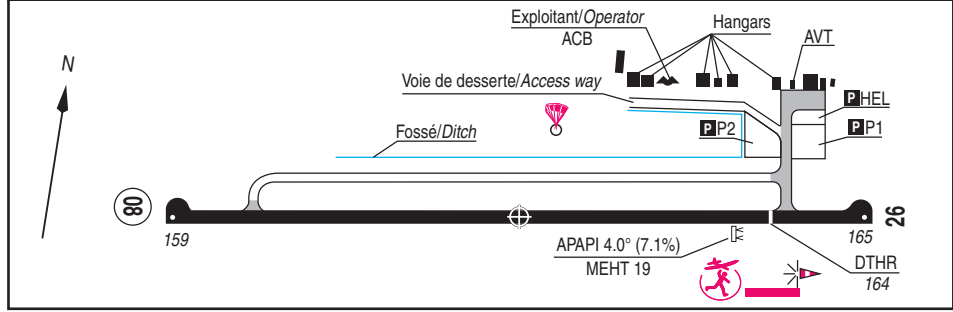 Exploitant/Operator
ACB
Hangars
AVT
N
Voie de desserte/Access way
P HEL
Fossé/Ditch
P P2
P P1
08
26
159
165
APAPI 4.0° (7.1%)
MEHT 19
DTHR
164